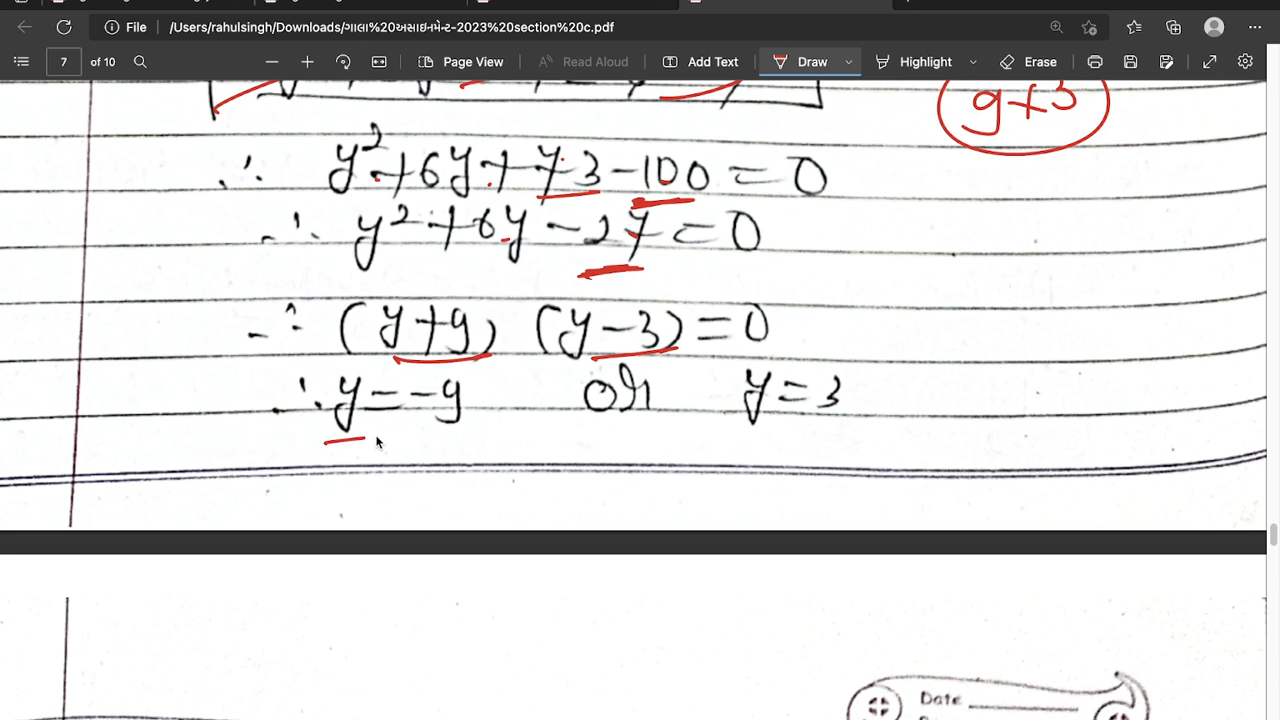 File /Users/rahulsingh/Downloads/ગાલા%20અસાઇનમેન્ટ-2023%20section%20c.pdf
7 of 10 Page View Read Aloud Add Text Draw Highlight Erase
9+3
∴ y²+6y+73-100=0
∴ y²+6y-27=0
∴ (y+9) (y-3)=0
∴ y=-9 or y=3
Date